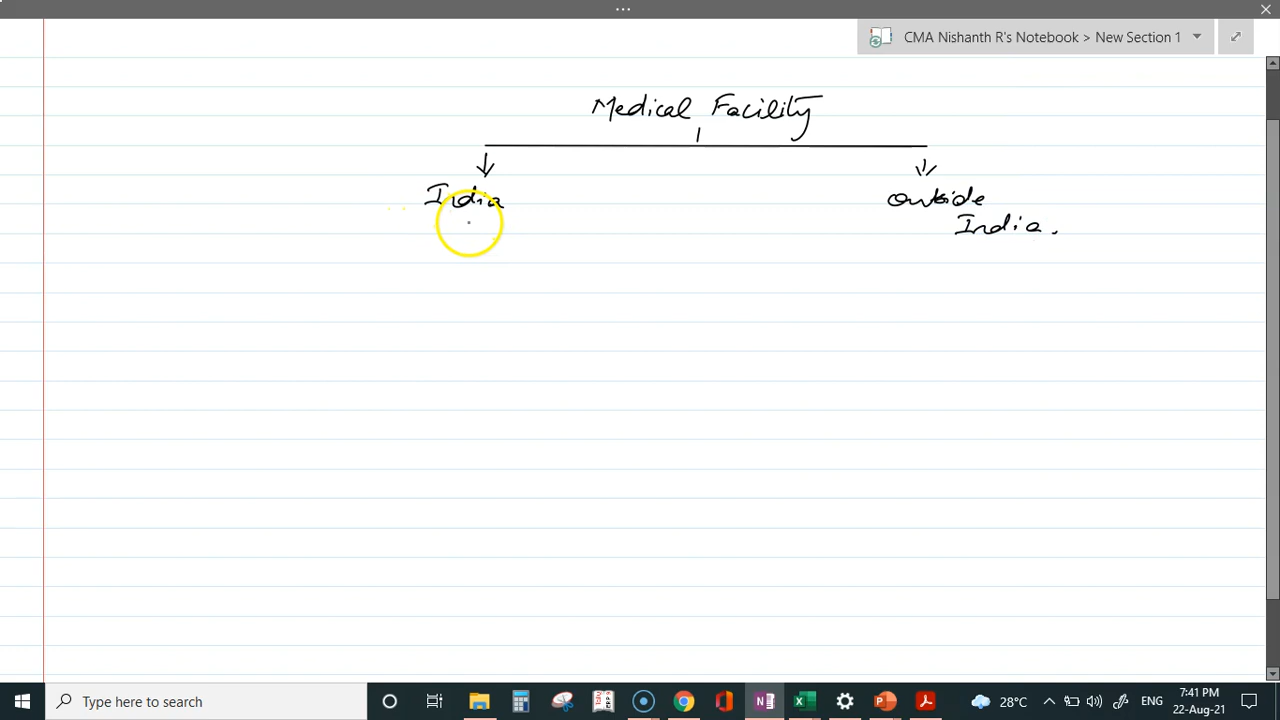 CMA Nishanth R's Notebook > New Section 1
Medical Facility
India
outside
India.
Type here to search
28°C
ENG
7:41 PM
22-Aug-21